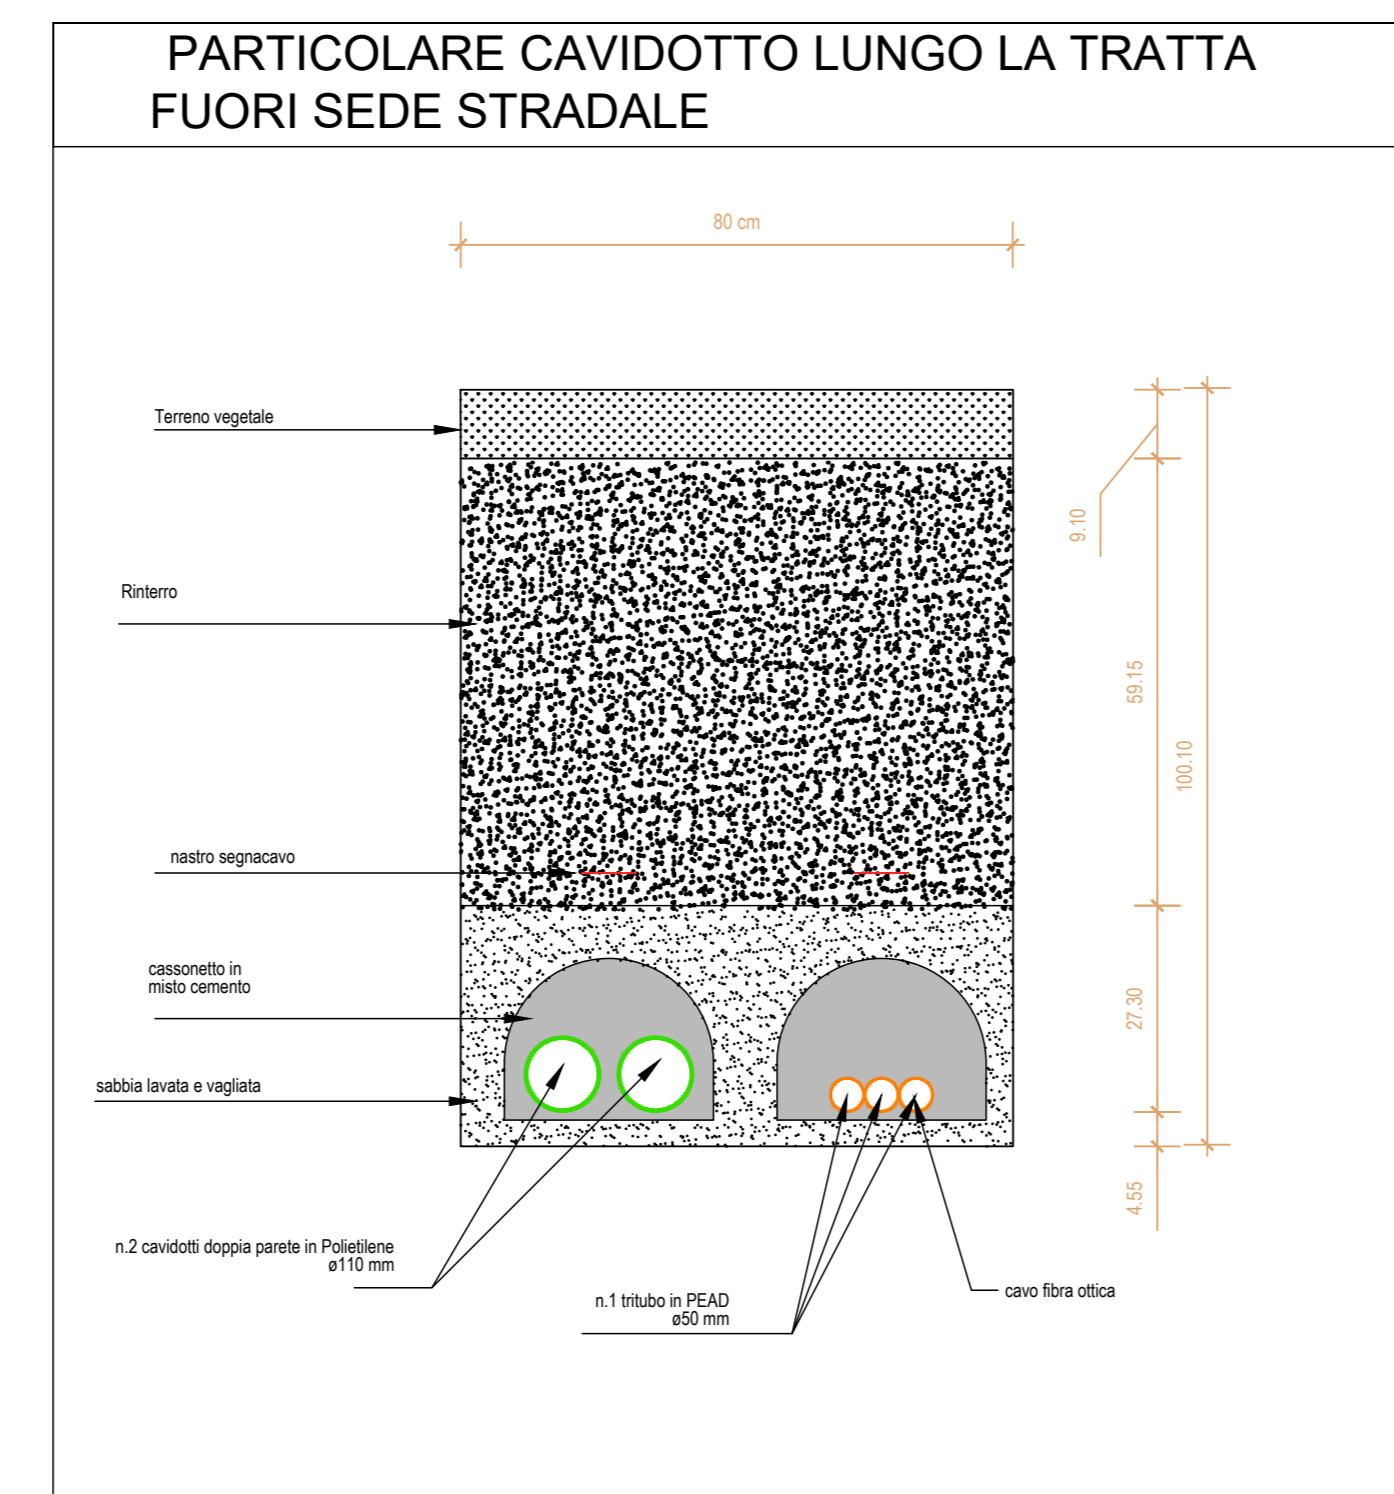 PARTICOLARE CAVIDOTTO LUNGO LA TRATTA
FUORI SEDE STRADALE
80 cm
Terreno vegetale
9.10
Rinterro
59.15
100.10
nastro segnacavo
cassonetto in
misto cemento
27.30
sabbia lavata e vagliata
4.55
n.2 cavidotti doppia parete in Polietilene
ø110 mm
n.1 tritubo in PEAD
ø50 mm
cavo fibra ottica